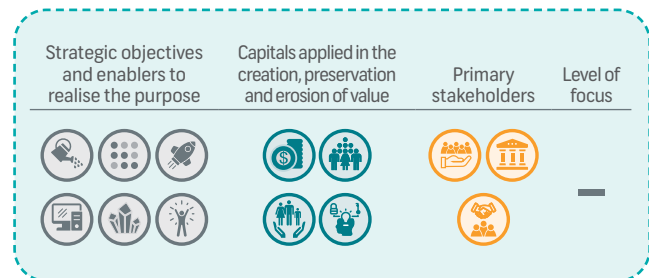 Strategic objectives
and enablers to
realise the purpose
Capitals applied in the
creation, preservation
and erosion of value
Primary
stakeholders
Level of
focus
$